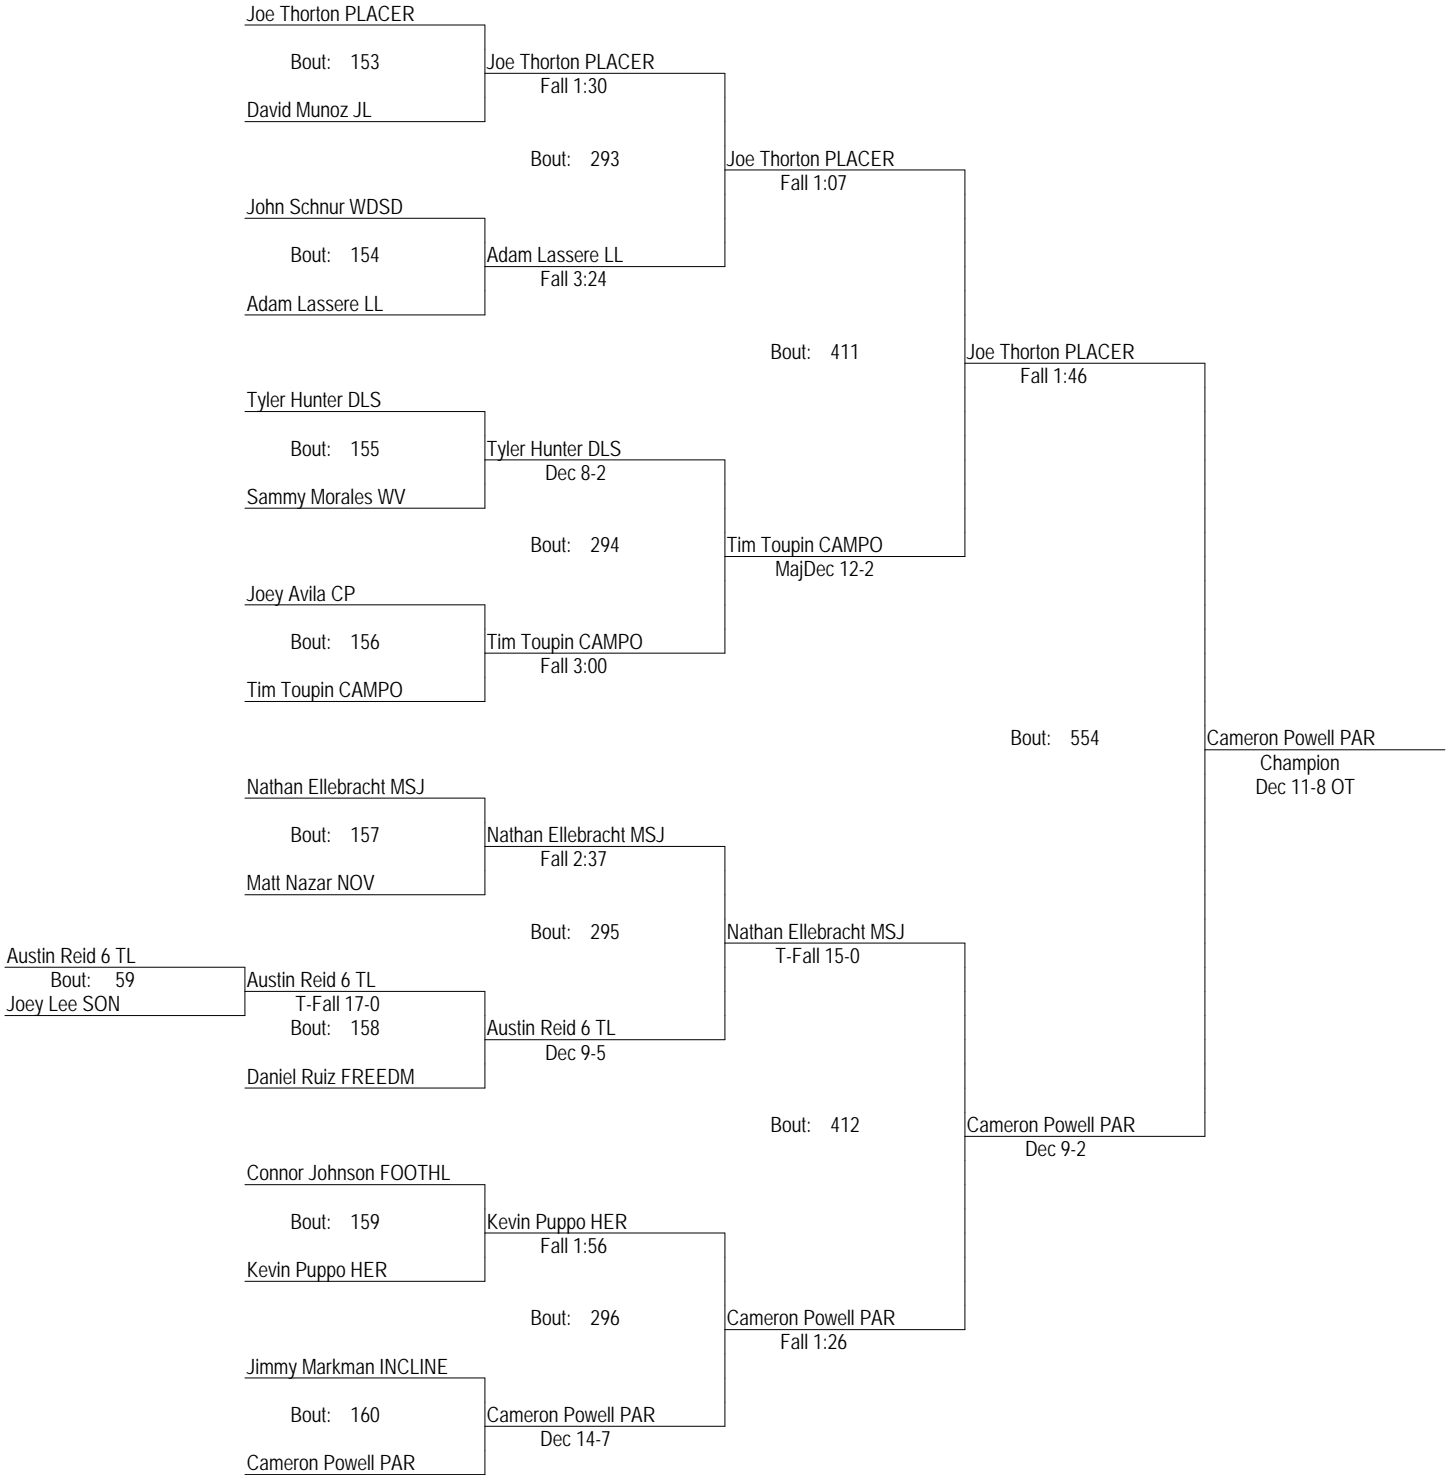 Joe Thorton PLACER
Bout: 153
Joe Thorton PLACER
Fall 1:30
David Munoz JL
Bout: 293
Joe Thorton PLACER
Fall 1:07
John Schnur WDSD
Bout: 154
Adam Lassere LL
Fall 3:24
Adam Lassere LL
Bout: 411
Joe Thorton PLACER
Fall 1:46
Tyler Hunter DLS
Bout: 155
Tyler Hunter DLS
Dec 8-2
Sammy Morales WV
Bout: 294
Tim Toupin CAMPO
MajDec 12-2
Joey Avila CP
Bout: 156
Tim Toupin CAMPO
Fall 3:00
Tim Toupin CAMPO
Bout: 554
Cameron Powell PAR
Champion
Dec 11-8 OT
Nathan Ellebracht MSJ
Bout: 157
Nathan Ellebracht MSJ
Fall 2:37
Matt Nazar NOV
Bout: 295
Nathan Ellebracht MSJ
T-Fall 15-0
Austin Reid 6 TL
Bout: 59
Joey Lee SON
Austin Reid 6 TL
T-Fall 17-0
Bout: 158
Austin Reid 6 TL
Dec 9-5
Daniel Ruiz FREEDM
Bout: 412
Cameron Powell PAR
Dec 9-2
Connor Johnson FOOTHL
Bout: 159
Kevin Puppo HER
Fall 1:56
Kevin Puppo HER
Bout: 296
Cameron Powell PAR
Fall 1:26
Jimmy Markman INCLINE
Bout: 160
Cameron Powell PAR
Dec 14-7
Cameron Powell PAR